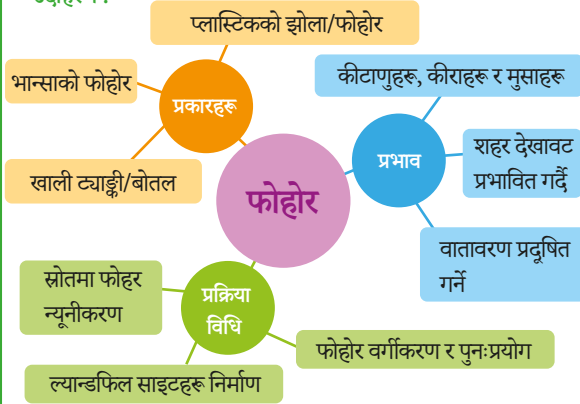 प्लास्टिकको झोला/फोहोर
भान्साको फोहोर
प्रकारहरू
खाली ट्याङ्की/बोतल
कीटाणुहरू, कीराहरू र मुसाहरू
प्रभाव
शहर देखावट
प्रभावित गर्दै
वातावरण प्रदूषित
गर्ने
फोहोर
स्रोतमा फोहर
न्यूनीकरण
प्रक्रिया
विधि
फोहोर वर्गीकरण र पुनःप्रयोग
ल्यान्डफिल साइटहरू निर्माण